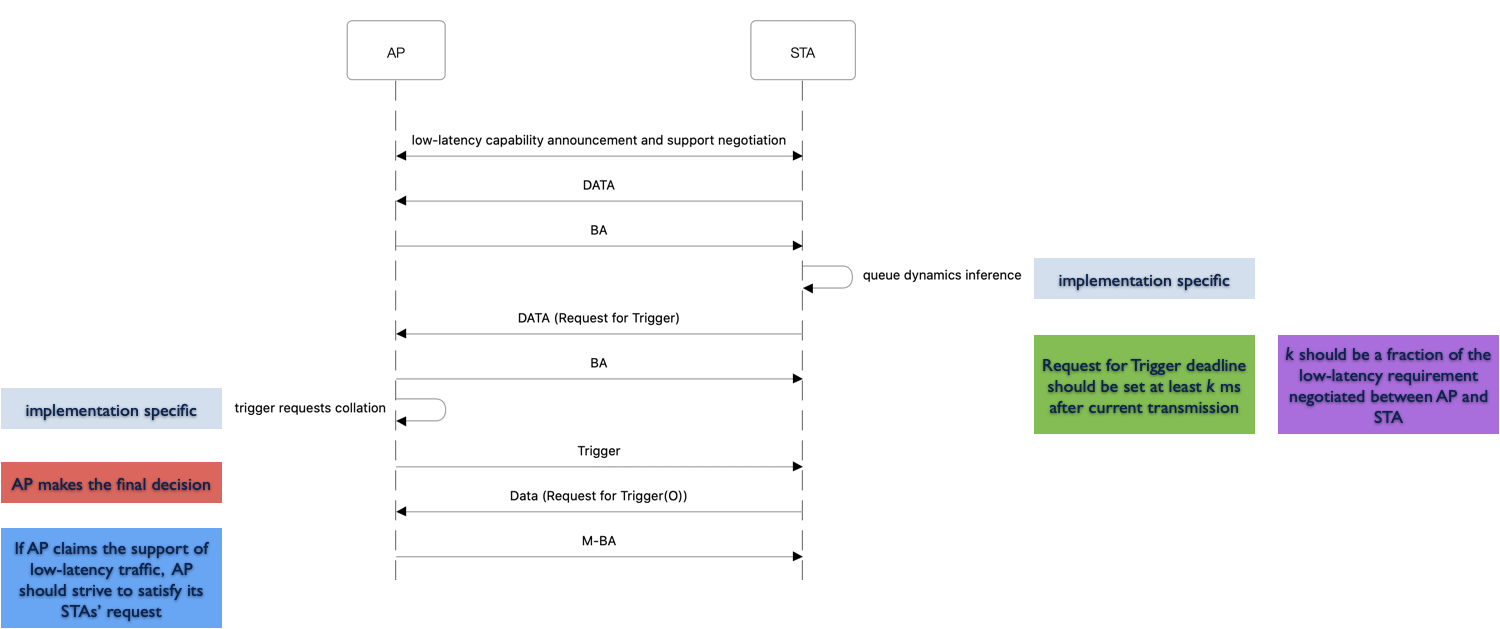 AP
STA
low-latency capability announcement and support negotiation
DATA
BA
queue dynamics inference
implementation specific
DATA (Request for Trigger)
Request for Trigger deadline
should be set at least k ms
after current transmission
k should be a fraction of the
low-latency requirement
negotiated between AP and
STA
BA
implementation specific
trigger requests collation
Trigger
AP makes the final decision
Data (Request for Trigger(O))
M-BA
If AP claims the support of
low-latency traffic, AP
should strive to satisfy its
STAs’ request